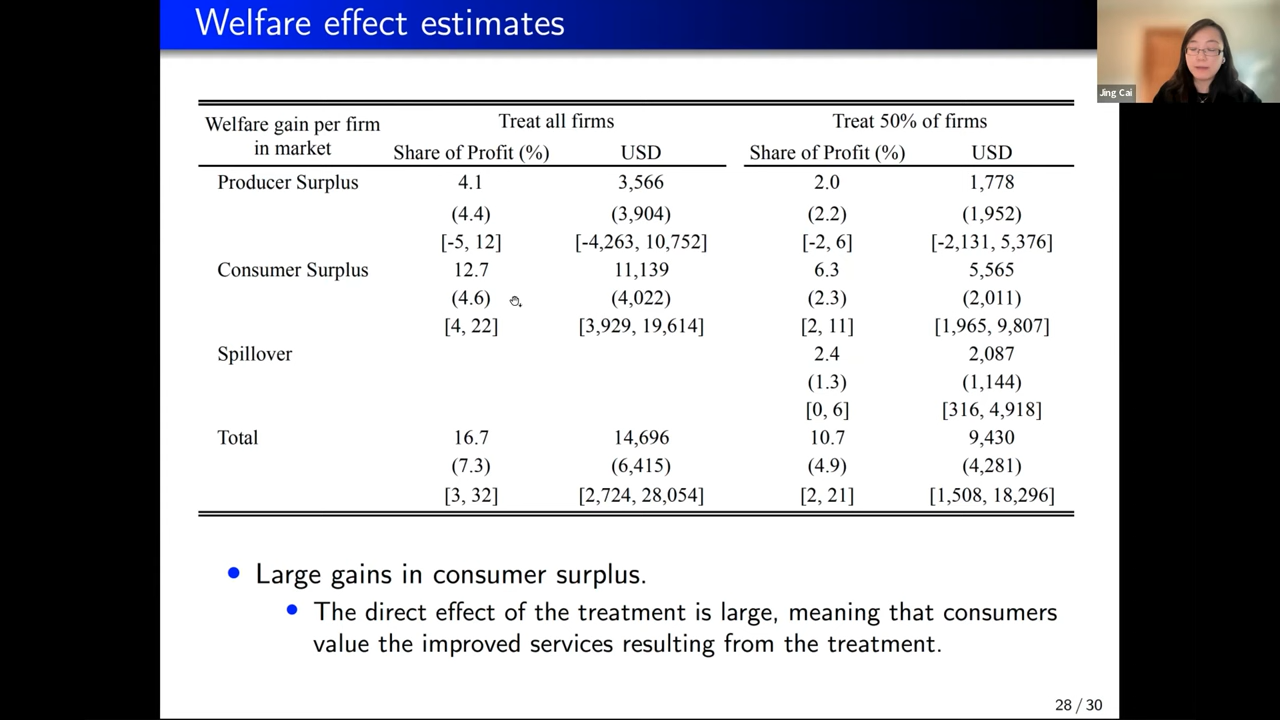 Welfare effect estimates
Jing Cai
Welfare gain per firm in market
Treat all firms
Treat 50% of firms
Share of Profit (%) USD Share of Profit (%) USD
Producer Surplus 4.1 3,566 2.0 1,778
(4.4) (3,904) (2.2) (1,952)
[-5, 12] [-4,263, 10,752] [-2, 6] [-2,131, 5,376]
Consumer Surplus 12.7 11,139 6.3 5,565
(4.6) (4,022) (2.3) (2,011)
[4, 22] [3,929, 19,614] [2, 11] [1,965, 9,807]
Spillover 2.4 2,087
(1.3) (1,144)
[0, 6] [316, 4,918]
Total 16.7 14,696 10.7 9,430
(7.3) (6,415) (4.9) (4,281)
[3, 32] [2,724, 28,054] [2, 21] [1,508, 18,296]
• Large gains in consumer surplus.
• The direct effect of the treatment is large, meaning that consumers
value the improved services resulting from the treatment.
28 / 30